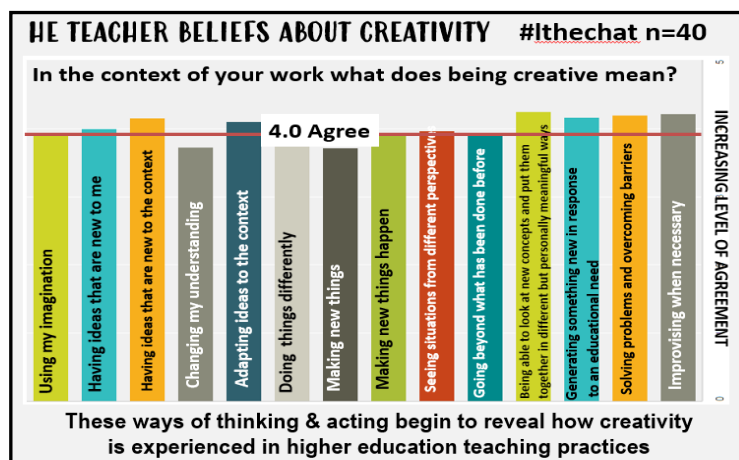 HE TEACHER BELIEFS ABOUT CREATIVITY #lthechat n=40
In the context of your work what does being creative mean?
5
4.0 Agree
Using my imagination
Having ideas that are new to me
Having ideas that are new to the context
Changing my understanding
Adapting ideas to the context
Doing things differently
Making new things
Making new things happen
Seeing situations from different perspectives
Going beyond what has been done before
Being able to look at new concepts and put them
together in different but personally meaningful ways
Generating something new in response
to an educational need
Solving problems and overcoming barriers
Improvising when necessary
INCREASING LEVEL OF AGREEMENT
0
These ways of thinking & acting begin to reveal how creativity
is experienced in higher education teaching practices